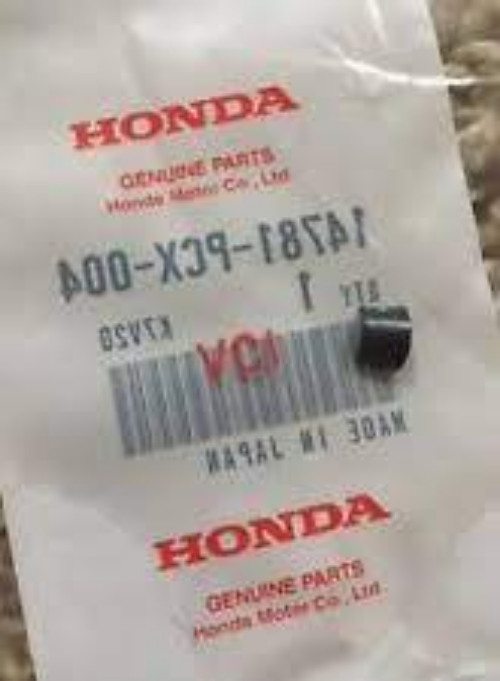 HONDA
GENUINE PARTS
Honda Motor Co., Ltd
14781-PCX-004
QTY 1
K7V20
10V
MADE IN JAPAN
HONDA
GENUINE PARTS
Honda Motor Co., Ltd